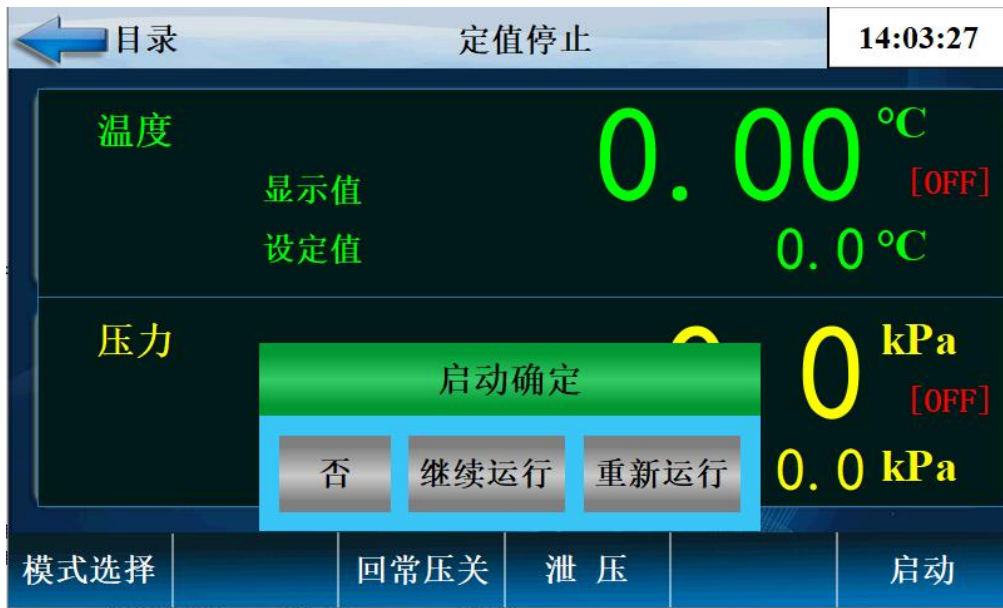 目录
定值停止
14:03:27
温度
0.00 °C
显示值
[OFF]
设定值
0.0 °C
压力
0 kPa
[OFF]
启动确定
否
继续运行
重新运行
0.0 kPa
模式选择
回常压关
泄 压
启动